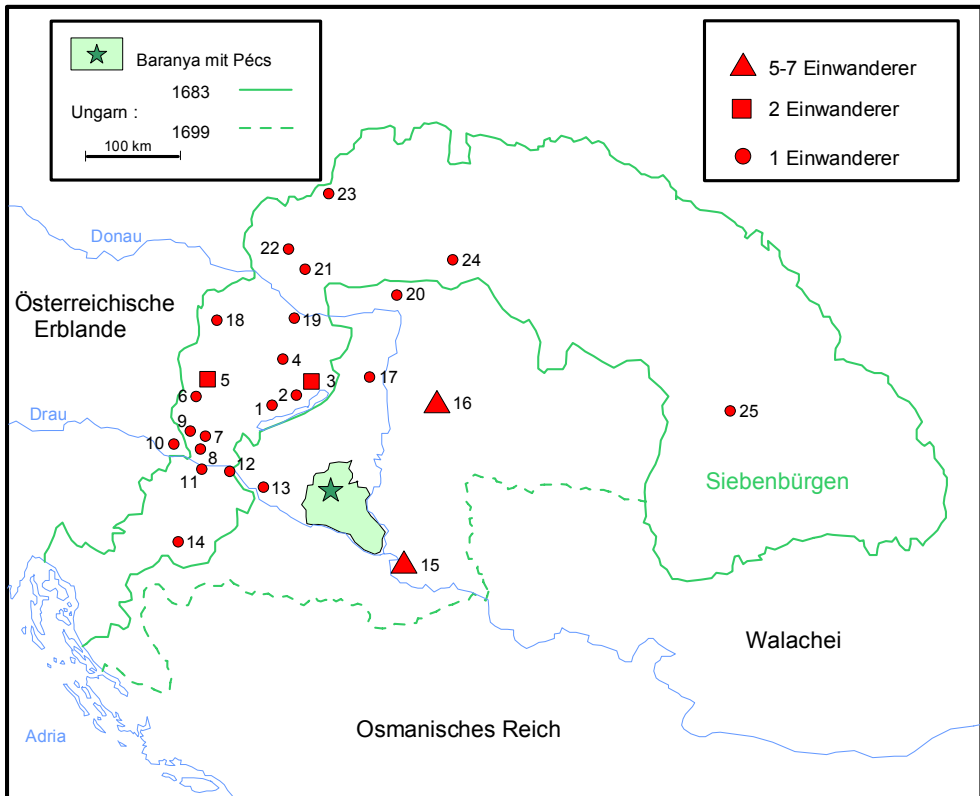 Baranya mit Pécs
1683
Ungarn :
1699
100 km
5-7 Einwanderer
2 Einwanderer
1 Einwanderer
23
Donau
22
21
24
20
Österreichische
Erblande
18
19
4
17
5
3
6
2
1
16
25
Drau
9
7
10
8
11
12
13
Siebenbürgen
14
15
Walachei
Adria
Osmanisches Reich